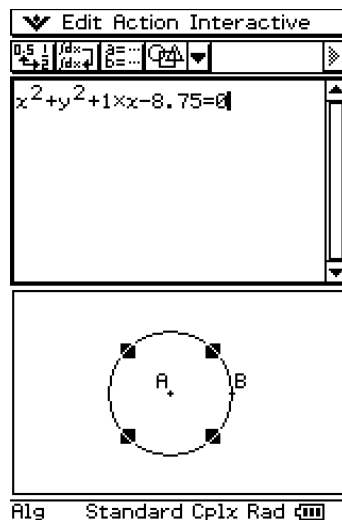 Edit Action Interactive
x²+y²+1×x-8.75=0
A B
Alg Standard Cplx Rad